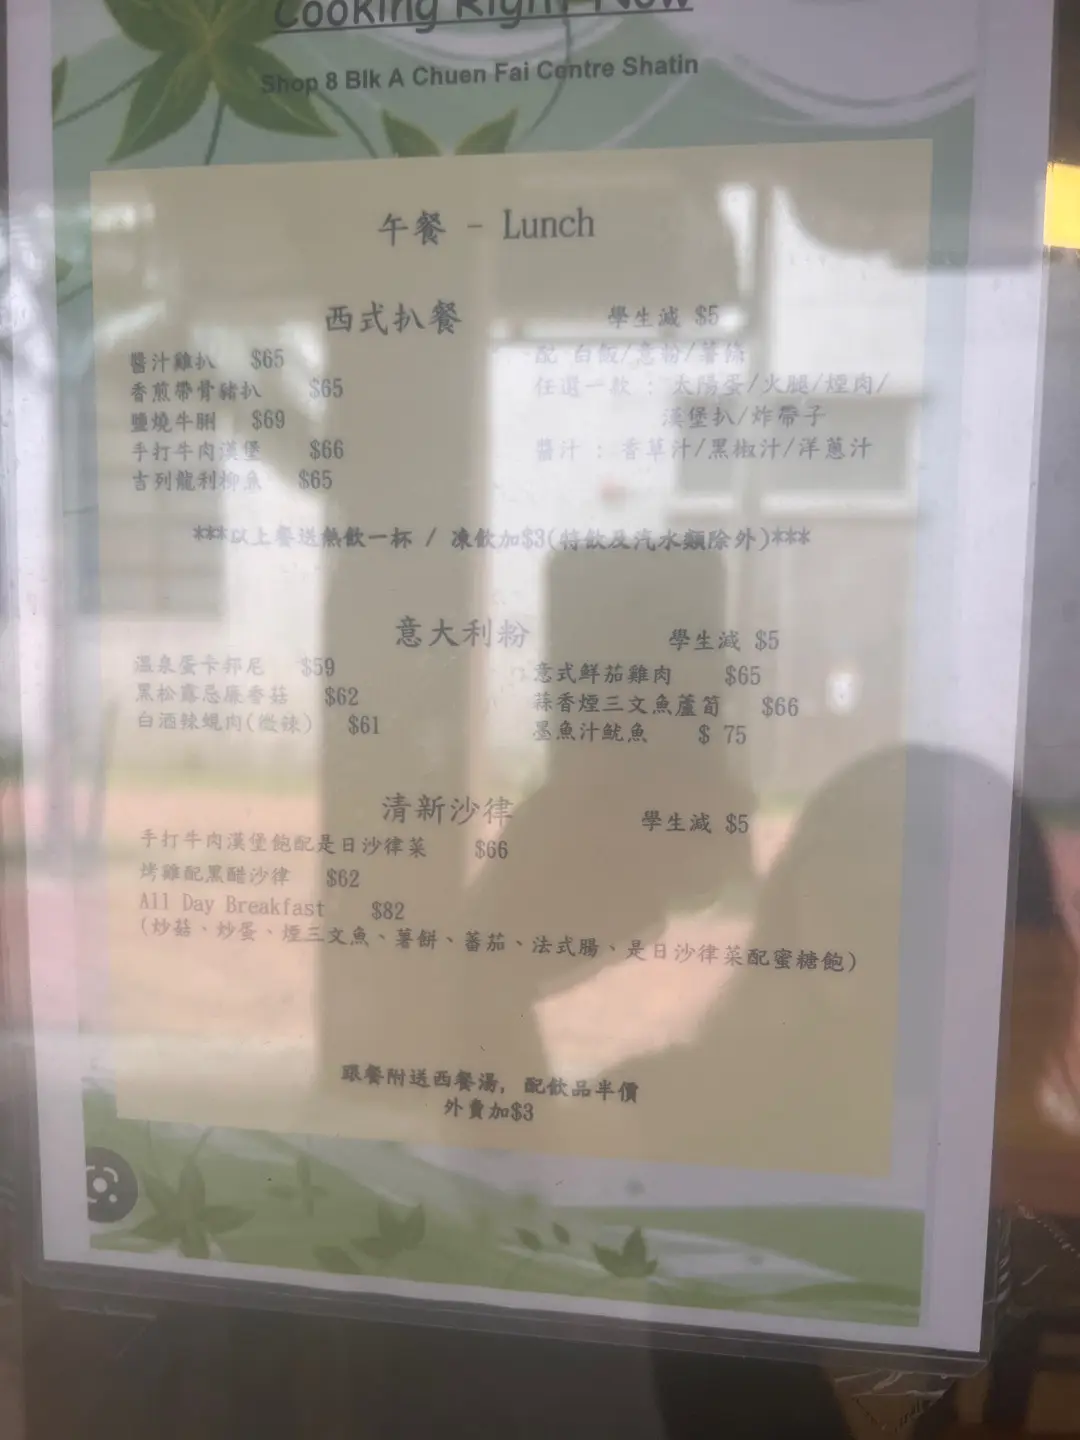 Cooking Right Now
Shop 8 Blk A Chuen Fai Centre Shatin
午餐 - Lunch
西式扒餐 學生減 $5
醬汁雞扒 $65
香煎帶骨豬扒 $65
鹽燒牛脷 $69
手打牛肉漢堡 $66
吉列龍利柳魚 $65
配 白飯/意粉/薯條
任選一款 : 太陽蛋/火腿/煙肉/
漢堡扒/炸帶子
醬汁 : 香草汁/黑椒汁/洋蔥汁
***以上餐送熱飲一杯 / 凍飲加$3(特飲及汽水類除外)***
意大利粉 學生減 $5
溫泉蛋卡邦尼 $59
黑松露忌廉香菇 $62
白酒辣蜆肉(微辣) $61
意式鮮茄雞肉 $65
蒜香煙三文魚蘆筍 $66
墨魚汁魷魚 $ 75
清新沙律 學生減 $5
手打牛肉漢堡飽配是日沙律菜 $66
烤雞配黑醋沙律 $62
All Day Breakfast $82
(炒菇、炒蛋、煙三文魚、薯餅、蕃茄、法式腸、是日沙律菜配蜜糖飽)
跟餐附送西餐湯, 配飲品半價
外賣加$3